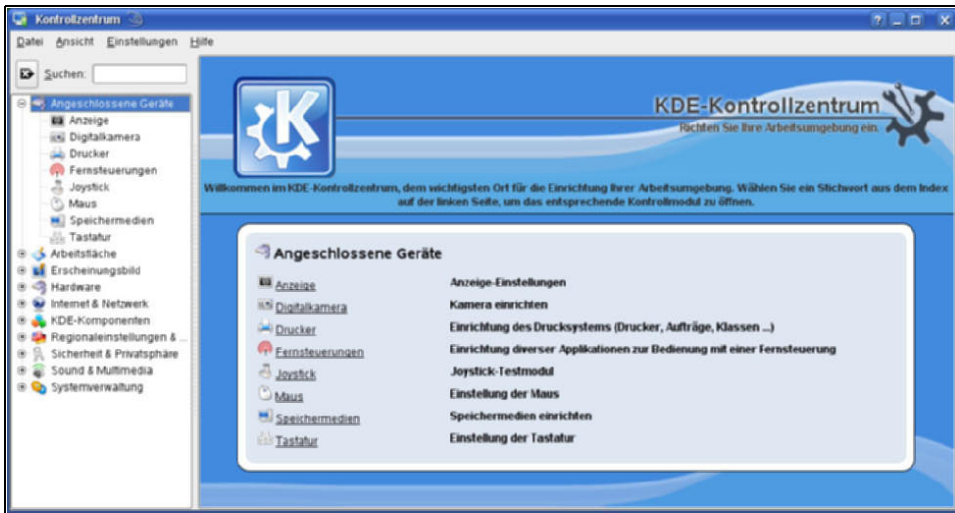 Kontrollzentrum
Datei Ansicht Einstellungen Hilfe
Suchen:
Angeschlossene Geräte
Anzeige
Digitalkamera
Drucker
Fernsteuerungen
Joystick
Maus
Speichermedien
Tastatur
Arbeitsfläche
Erscheinungsbild
Hardware
Internet & Netzwerk
KDE-Komponenten
Regionaleinstellungen & ...
Sicherheit & Privatsphäre
Sound & Multimedia
Systemverwaltung
KDE-Kontrollzentrum
Richten Sie Ihre Arbeitsumgebung ein.
Willkommen im KDE-Kontrollzentrum, dem wichtigsten Ort für die Einrichtung Ihrer Arbeitsumgebung. Wählen Sie ein Stichwort aus dem Index
auf der linken Seite, um das entsprechende Kontrollmodul zu öffnen.
Angeschlossene Geräte
Anzeige Anzeige-Einstellungen
Digitalkamera Kamera einrichten
Drucker Einrichtung des Drucksystems (Drucker, Aufträge, Klassen ...)
Fernsteuerungen Einrichtung diverser Applikationen zur Bedienung mit einer Fernsteuerung
Joystick Joystick-Testmodul
Maus Einstellung der Maus
Speichermedien Speichermedien einrichten
Tastatur Einstellung der Tastatur